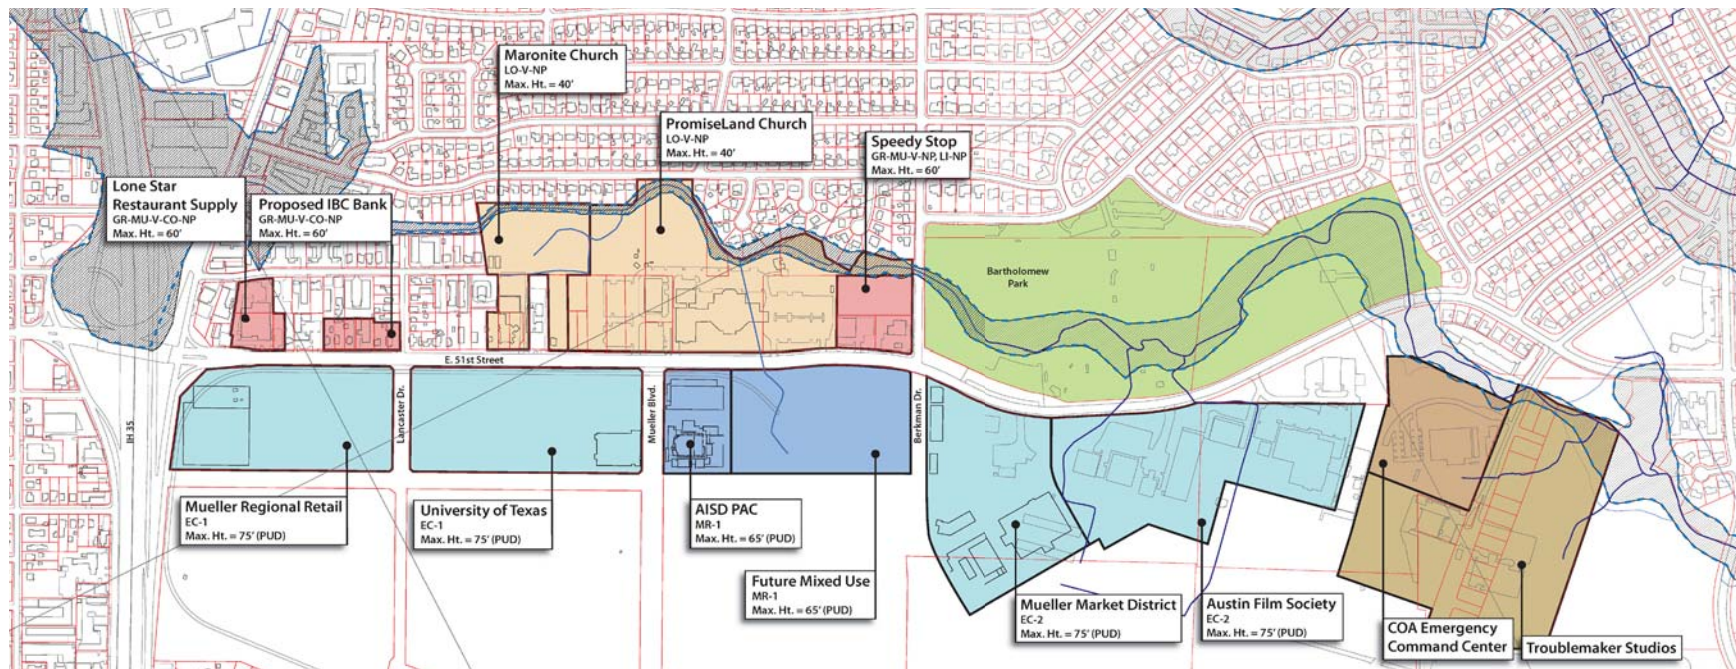 Maronite Church
LO-V-NP
Max. Ht. = 40'
PromiseLand Church
LO-V-NP
Max. Ht. = 40'
Speedy Stop
GR-MU-V-NP, LI-NP
Max. Ht. = 60'
Lone Star
Restaurant Supply
GR-MU-V-CO-NP
Max. Ht. = 60'
Proposed IBC Bank
GR-MU-V-CO-NP
Max. Ht. = 60'
Bartholomew
Park
E. 51st Street
IH 35
Lancaster Dr.
Mueller Blvd.
Berkman Dr.
Mueller Regional Retail
EC-1
Max. Ht. = 75' (PUD)
University of Texas
EC-1
Max. Ht. = 75' (PUD)
AISD PAC
MR-1
Max. Ht. = 65' (PUD)
Future Mixed Use
MR-1
Max. Ht. = 65' (PUD)
Mueller Market District
EC-2
Max. Ht. = 75' (PUD)
Austin Film Society
EC-2
Max. Ht. = 75' (PUD)
COA Emergency
Command Center
Troublemaker Studios